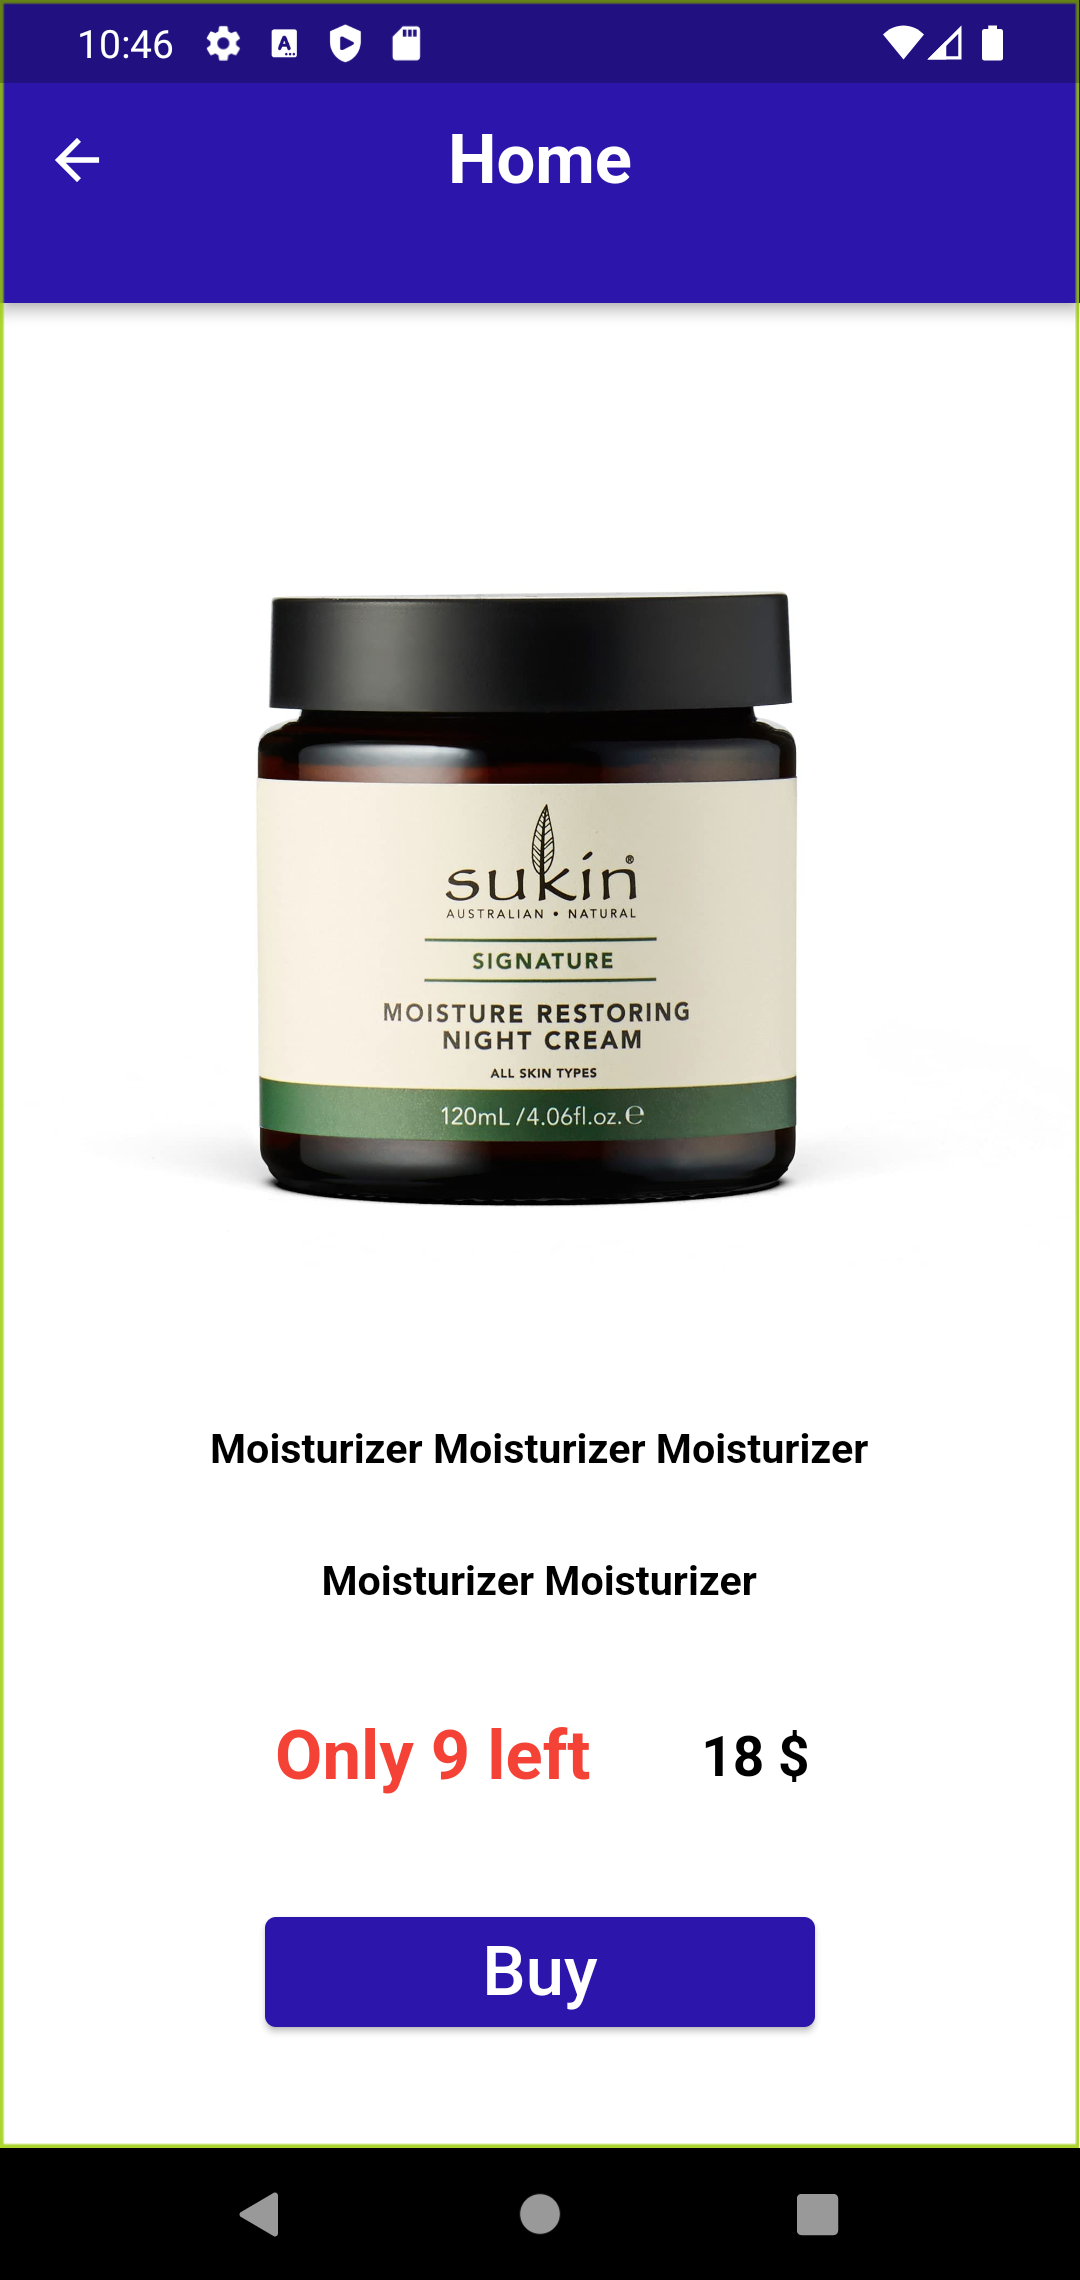 10:46
Home
sukin®
AUSTRALIAN • NATURAL
SIGNATURE
MOISTURE RESTORING
NIGHT CREAM
ALL SKIN TYPES
120mL /4.06fl.oz.℮
Moisturizer Moisturizer Moisturizer
Moisturizer Moisturizer
Only 9 left 18 $
Buy